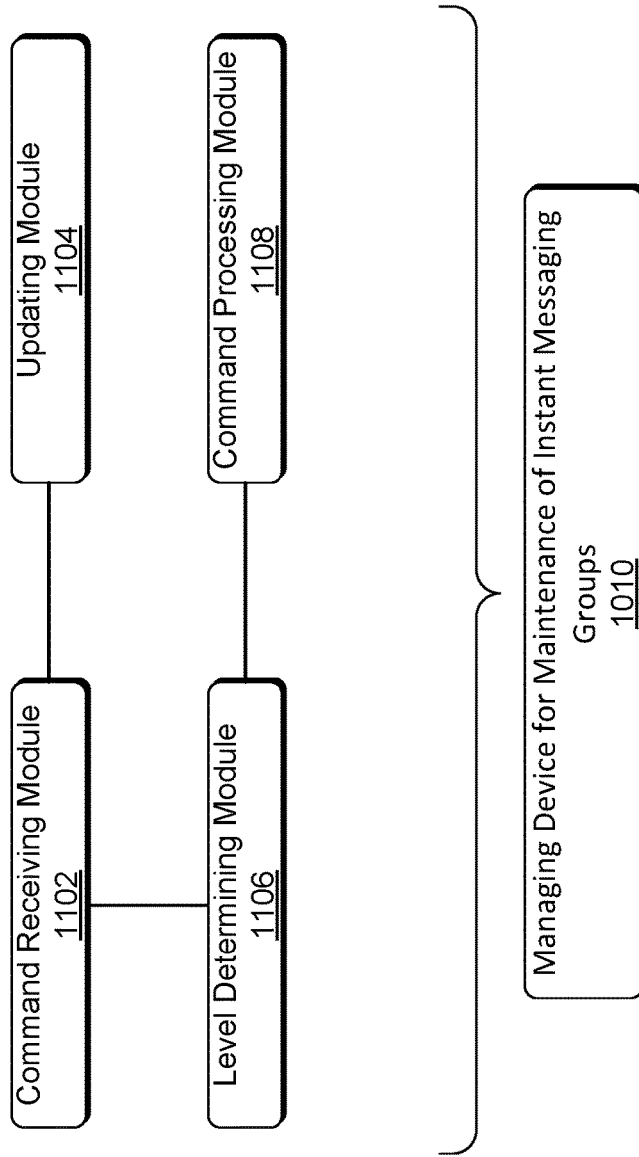 Command Receiving Module
1102
Updating Module
1104
Level Determining Module
1106
Command Processing Module
1108
Managing Device for Maintenance of Instant Messaging
Groups
1010